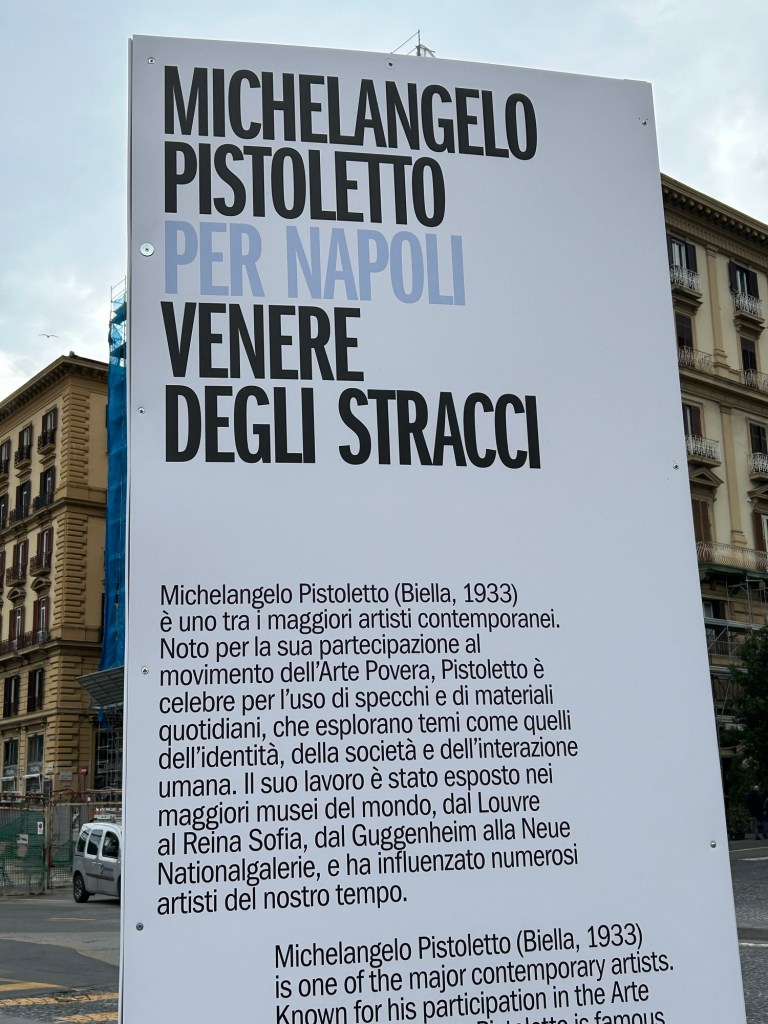 MICHELANGELO
PISTOLETTO
PER NAPOLI
VENERE
DEGLI STRACCI
Michelangelo Pistoletto (Biella, 1933)
è uno tra i maggiori artisti contemporanei.
Noto per la sua partecipazione al
movimento dell'Arte Povera, Pistoletto è
celebre per l'uso di specchi e di materiali
quotidiani, che esplorano temi come quelli
dell'identità, della società e dell'interazione
umana. Il suo lavoro è stato esposto nei
maggiori musei del mondo, dal Louvre
al Reina Sofia, dal Guggenheim alla Neue
Nationalgalerie, e ha influenzato numerosi
artisti del nostro tempo.
Michelangelo Pistoletto (Biella, 1933)
is one of the major contemporary artists.
Known for his participation in the Arte
Pistoletto is famous